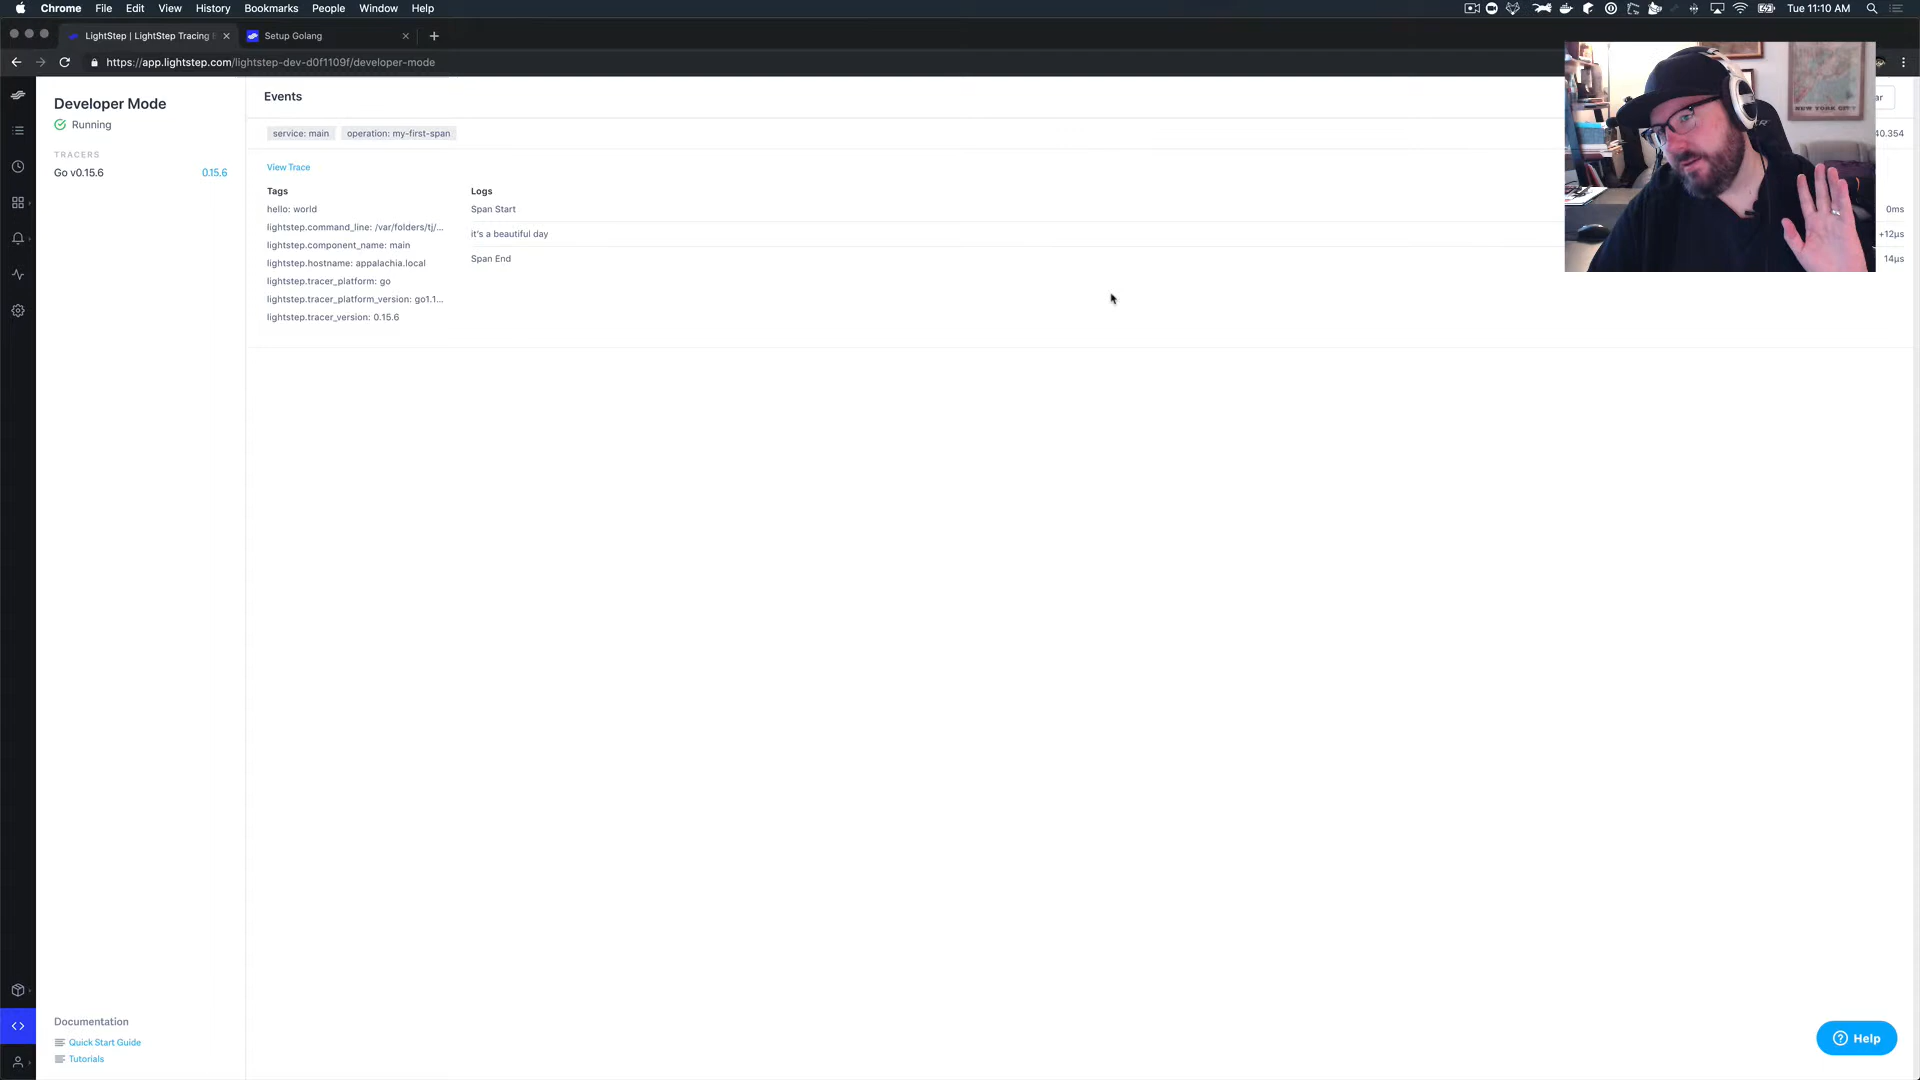 Chrome File Edit View History Bookmarks People Window Help Tue 11:10 AM
LightStep | LightStep Tracing Setup Golang
https://app.lightstep.com/lightstep-dev-d0f1109f/developer-mode
Developer Mode
Running
TRACERS
Go v0.15.6 0.15.6
Events
ar
service: main operation: my-first-span 40.354
View Trace
Tags Logs
hello: world Span Start 0ms
lightstep.command_line: /var/folders/tj/...
it's a beautiful day +12µs
lightstep.component_name: main
Span End 14µs
lightstep.hostname: appalachia.local
lightstep.tracer_platform: go
lightstep.tracer_platform_version: go1.1...
lightstep.tracer_version: 0.15.6
NEW YORK CITY
Documentation
Quick Start Guide
Tutorials
Help